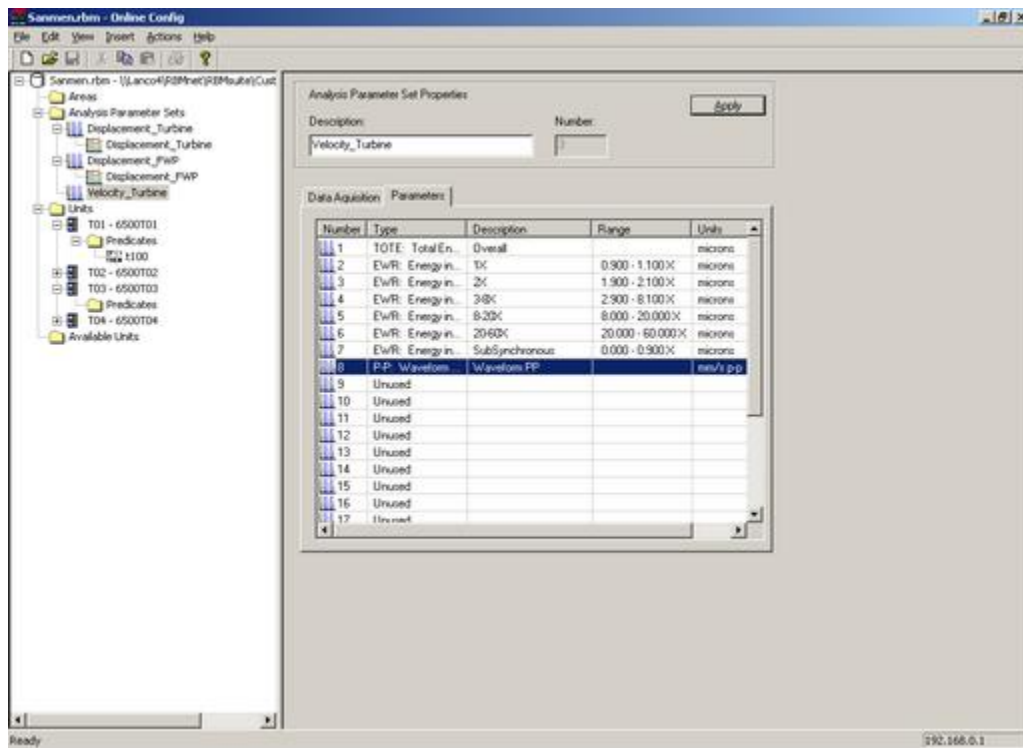 Sanmen.rbm - Online Config
File Edit View Insert Actions Help
Sanmen.rbm - \\Lanco4\RBMnet\RBMsuite\Cust
Areas
Analysis Parameter Sets
Displacement_Turbine
Displacement_Turbine
Displacement_FWP
Displacement_FWP
Velocity_Turbine
Units
T01 - 6500T01
Predicates
t100
T02 - 6500T02
T03 - 6500T03
Predicates
T04 - 6500T04
Available Units
Analysis Parameter Set Properties
Apply
Description: Number:
Velocity_Turbine 3
Data Aquisition Parameters
Number Type Description Range Units
1 TOTE: Total En... Overall microns
2 EWR: Energy in... 1X 0.900 - 1.100 X microns
3 EWR: Energy in... 2X 1.900 - 2.100 X microns
4 EWR: Energy in... 3-8X 2.900 - 8.100 X microns
5 EWR: Energy in... 8-20X 8.000 - 20.000 X microns
6 EWR: Energy in... 20-60X 20.000 - 60.000 X microns
7 EWR: Energy in... SubSynchronous 0.000 - 0.900 X microns
8 P-P: Waveform ... Waveform PP mm/s p-p
9 Unused
10 Unused
11 Unused
12 Unused
13 Unused
14 Unused
15 Unused
16 Unused
17 Unused
Ready 192.168.0.1